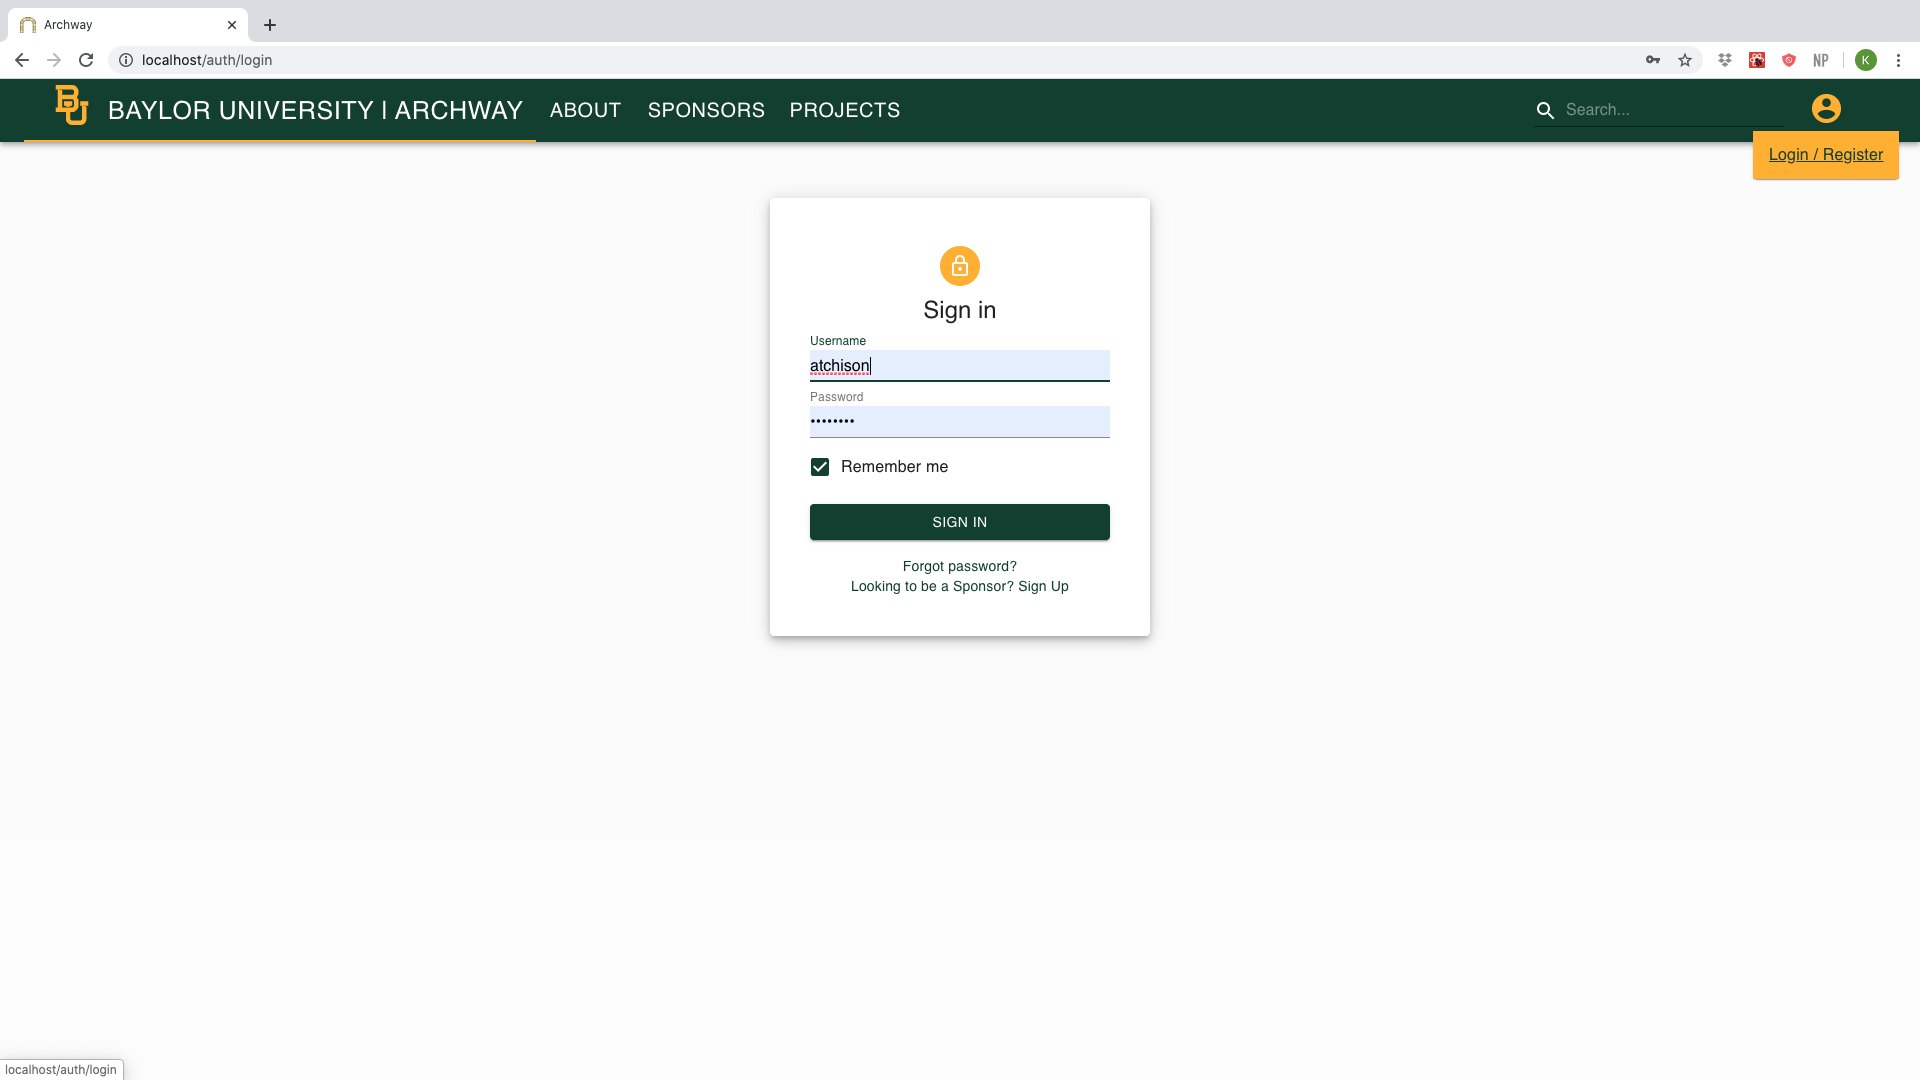 Archway
localhost/auth/login
NP
K
BU
BAYLOR UNIVERSITY | ARCHWAY
ABOUT
SPONSORS
PROJECTS
Search...
Login / Register
Sign in
Username
atchison
Password
••••••••
Remember me
SIGN IN
Forgot password?
Looking to be a Sponsor? Sign Up
localhost/auth/login